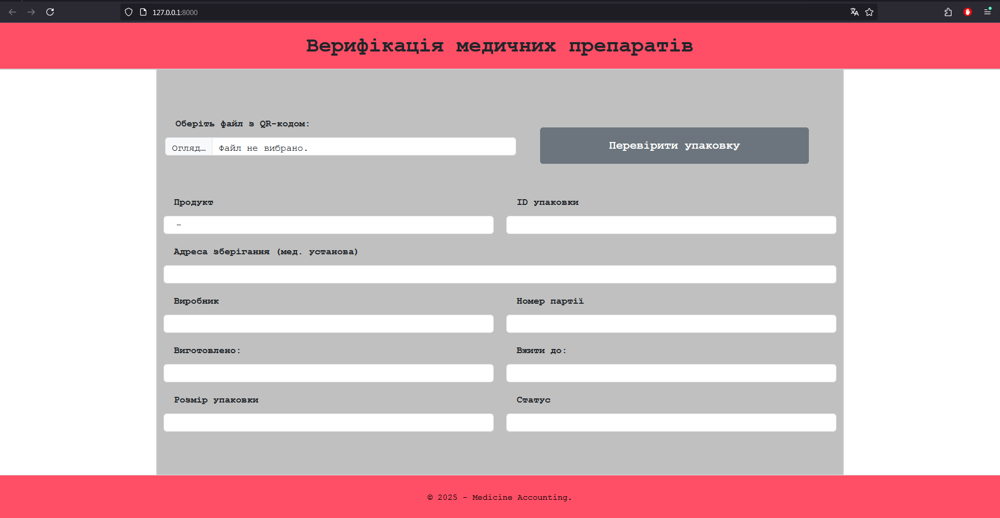 127.0.0.1:8000
Верифікація медичних препаратів
Оберіть файл з QR-кодом:
Огляд… Файл не вибрано.
Перевірити упаковку
Продукт
ID упаковки
–
Адреса зберігання (мед. установа)
Виробник
Номер партії
Виготовлено:
Вжити до:
Розмір упаковки
Статус
© 2025 - Medicine Accounting.